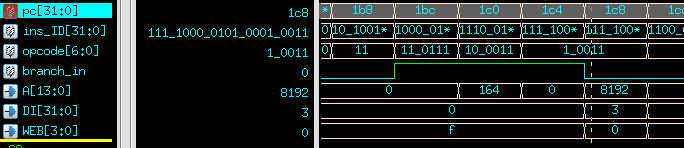 pc[31:0] 1c8 * 1b8 1bc 1c0 1c4 1c8
ins_ID[31:0] 111_1000_0101_0001_0011 0 10_1001* 1000_01* 1110_01* 111_100* 111_100* 1100_
opcode[6:0] 1_0011 0 11 11_0111 10_0011 1_0011
branch_in 0
A[13:0] 8192 0 164 0 8192
DI[31:0] 3 0 3
WEB[3:0] 0 f 0